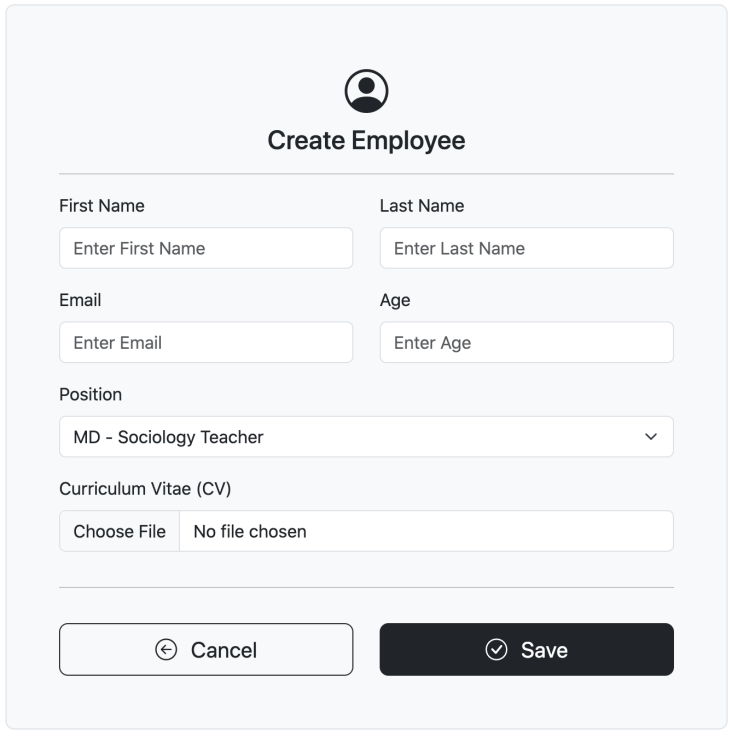 Create Employee
First Name
Last Name
Enter First Name
Enter Last Name
Email
Age
Enter Email
Enter Age
Position
MD - Sociology Teacher
Curriculum Vitae (CV)
Choose File
No file chosen
Cancel
Save